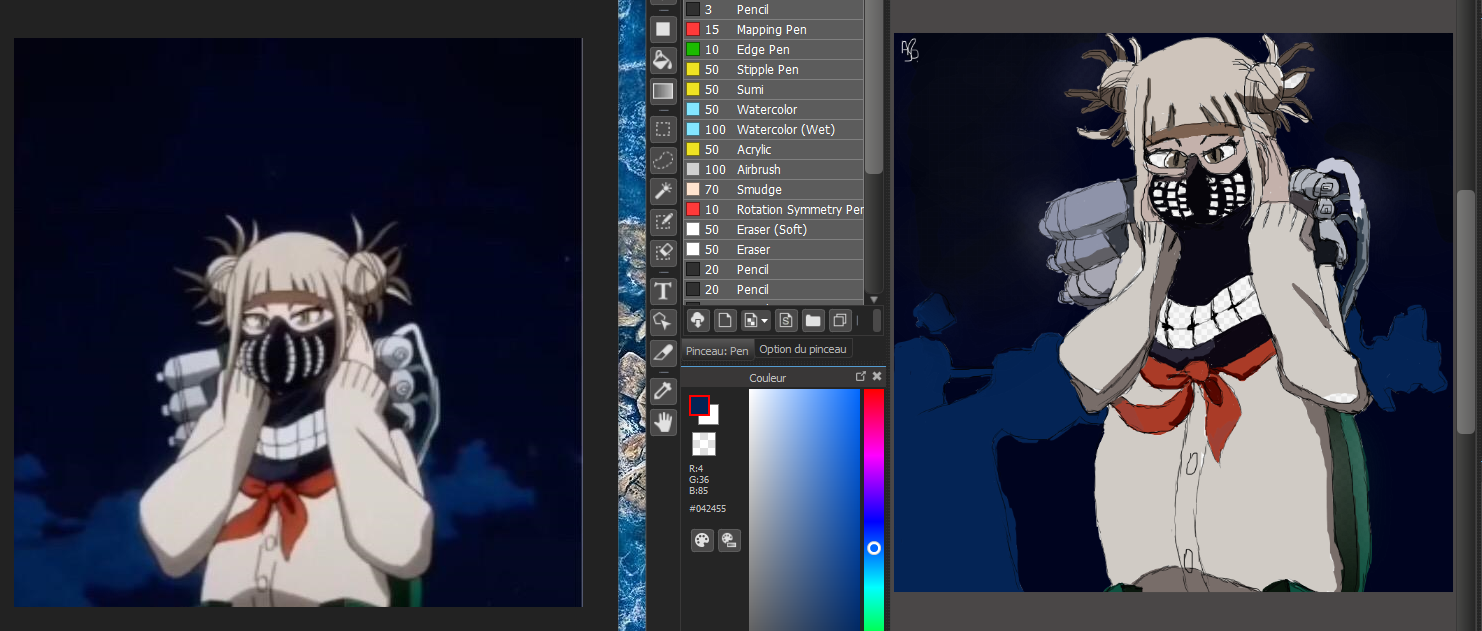 3 Pencil
15 Mapping Pen
10 Edge Pen
50 Stipple Pen
50 Sumi
50 Watercolor
100 Watercolor (Wet)
50 Acrylic
100 Airbrush
70 Smudge
10 Rotation Symmetry Per
50 Eraser (Soft)
50 Eraser
20 Pencil
20 Pencil
Pinceau: Pen Option du pinceau
Couleur
R:4
G:36
B:85
#042455